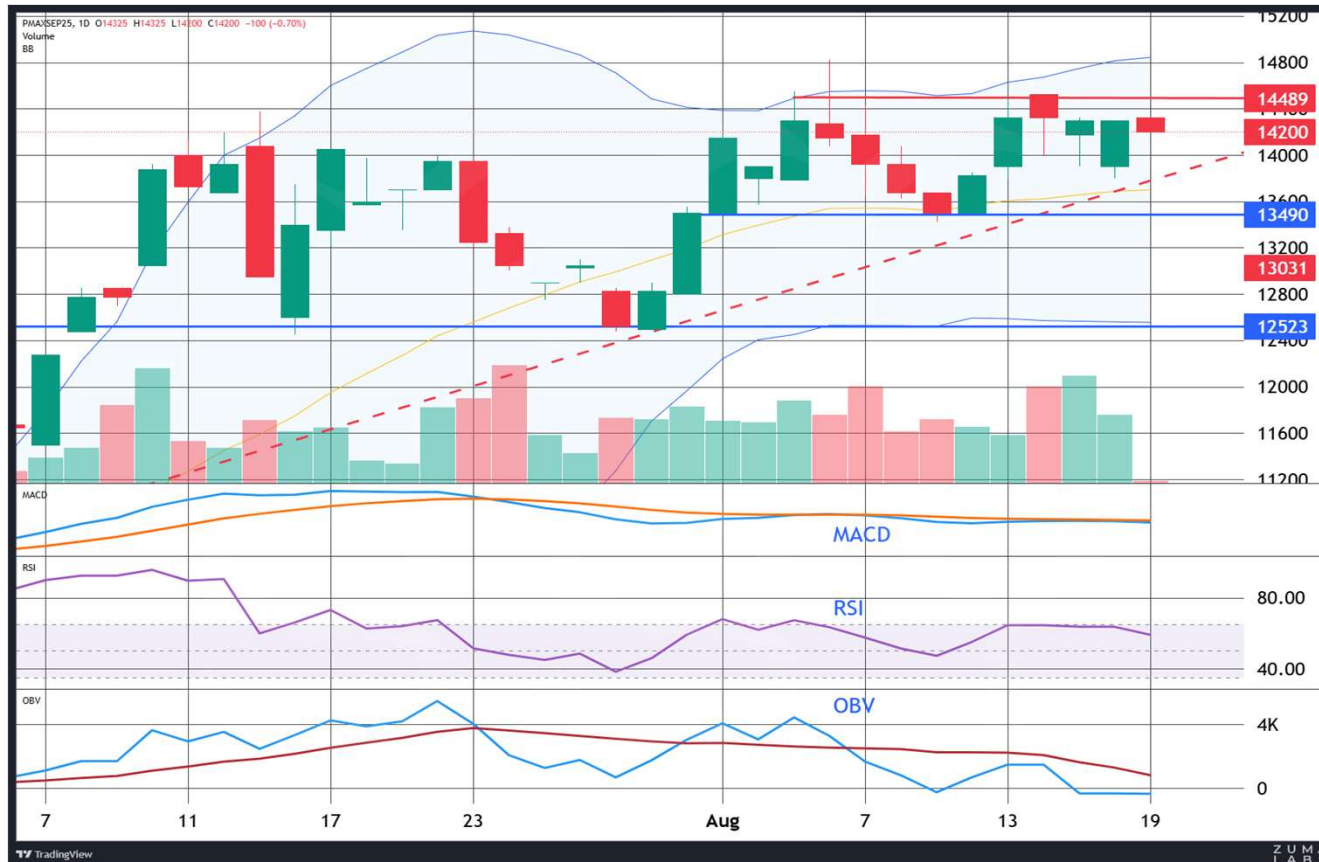 PMAXSEP25, 1D O14325 H14325 L14200 C14200 −100 (−0.70%)
Volume
BB
15200
14800
14489
14200
14000
13600
13490
13200
13031
12800
12523
12400
12000
11600
11200
MACD
MACD
RSI
RSI
80.00
40.00
OBV
OBV
4K
0
7 11 17 23 Aug 7 13 19
TradingView